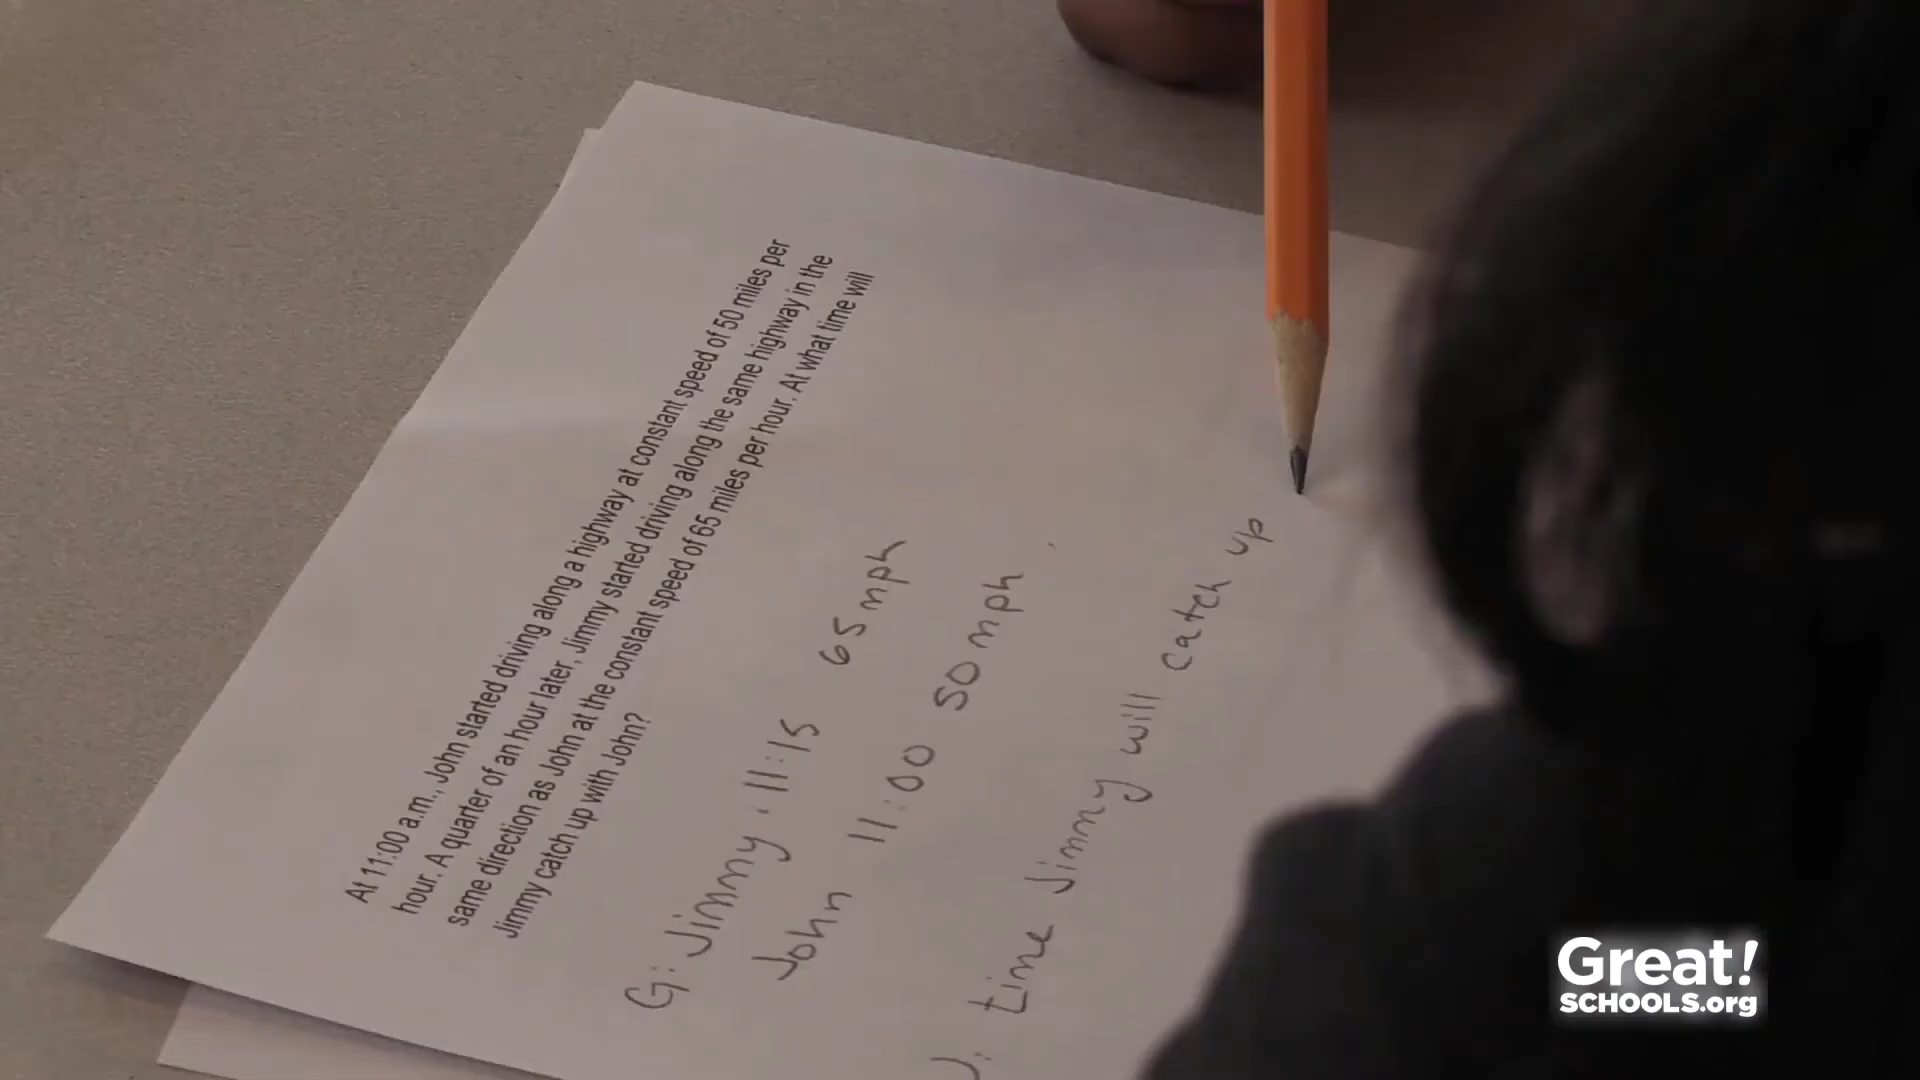 At 11:00 a.m., John started driving along a highway at constant speed of 50 miles per
hour. A quarter of an hour later, Jimmy started driving along the same highway in the
same direction as John at the constant speed of 65 miles per hour. At what time will
Jimmy catch up with John?
G: Jimmy : 11:15 65 mph
John 11:00 50 mph
: time Jimmy will catch up
Great!
SCHOOLS.org